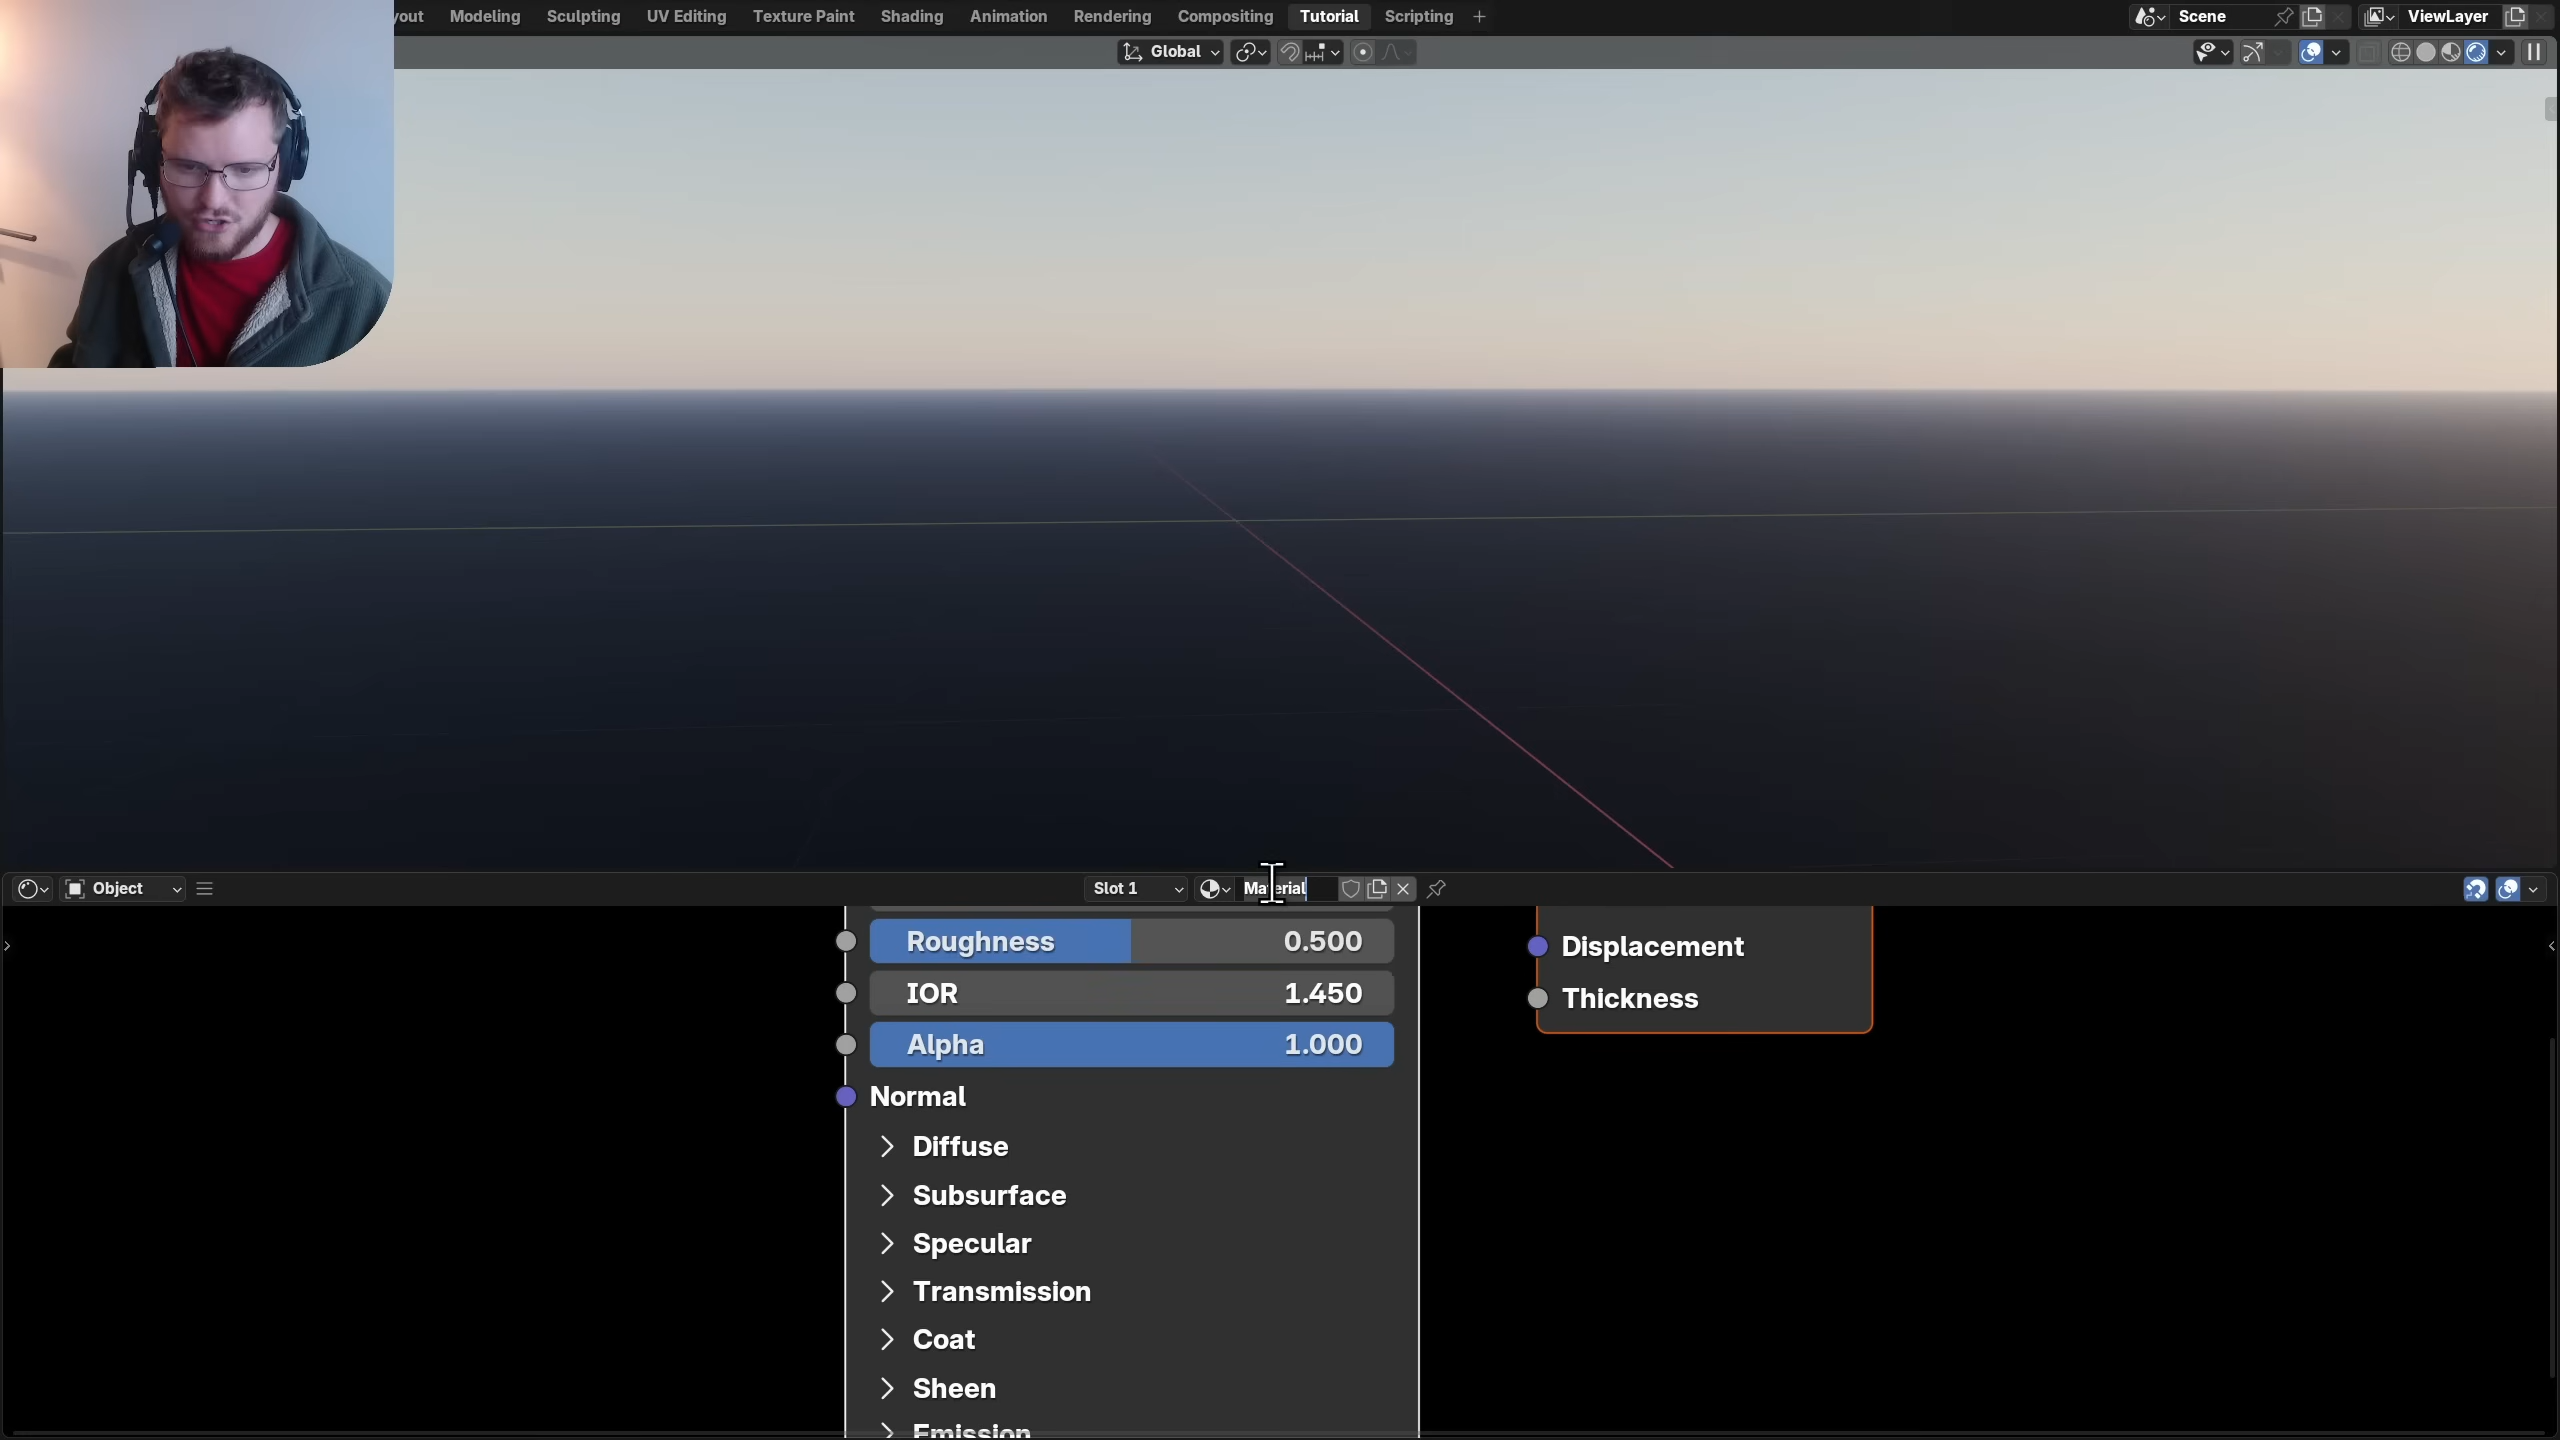 yout Modeling Sculpting UV Editing Texture Paint Shading Animation Rendering Compositing Tutorial Scripting + Scene ViewLayer
Global
Object Slot 1 Material
Roughness 0.500
Displacement
IOR 1.450
Thickness
Alpha 1.000
Normal
Diffuse
Subsurface
Specular
Transmission
Coat
Sheen
Emission